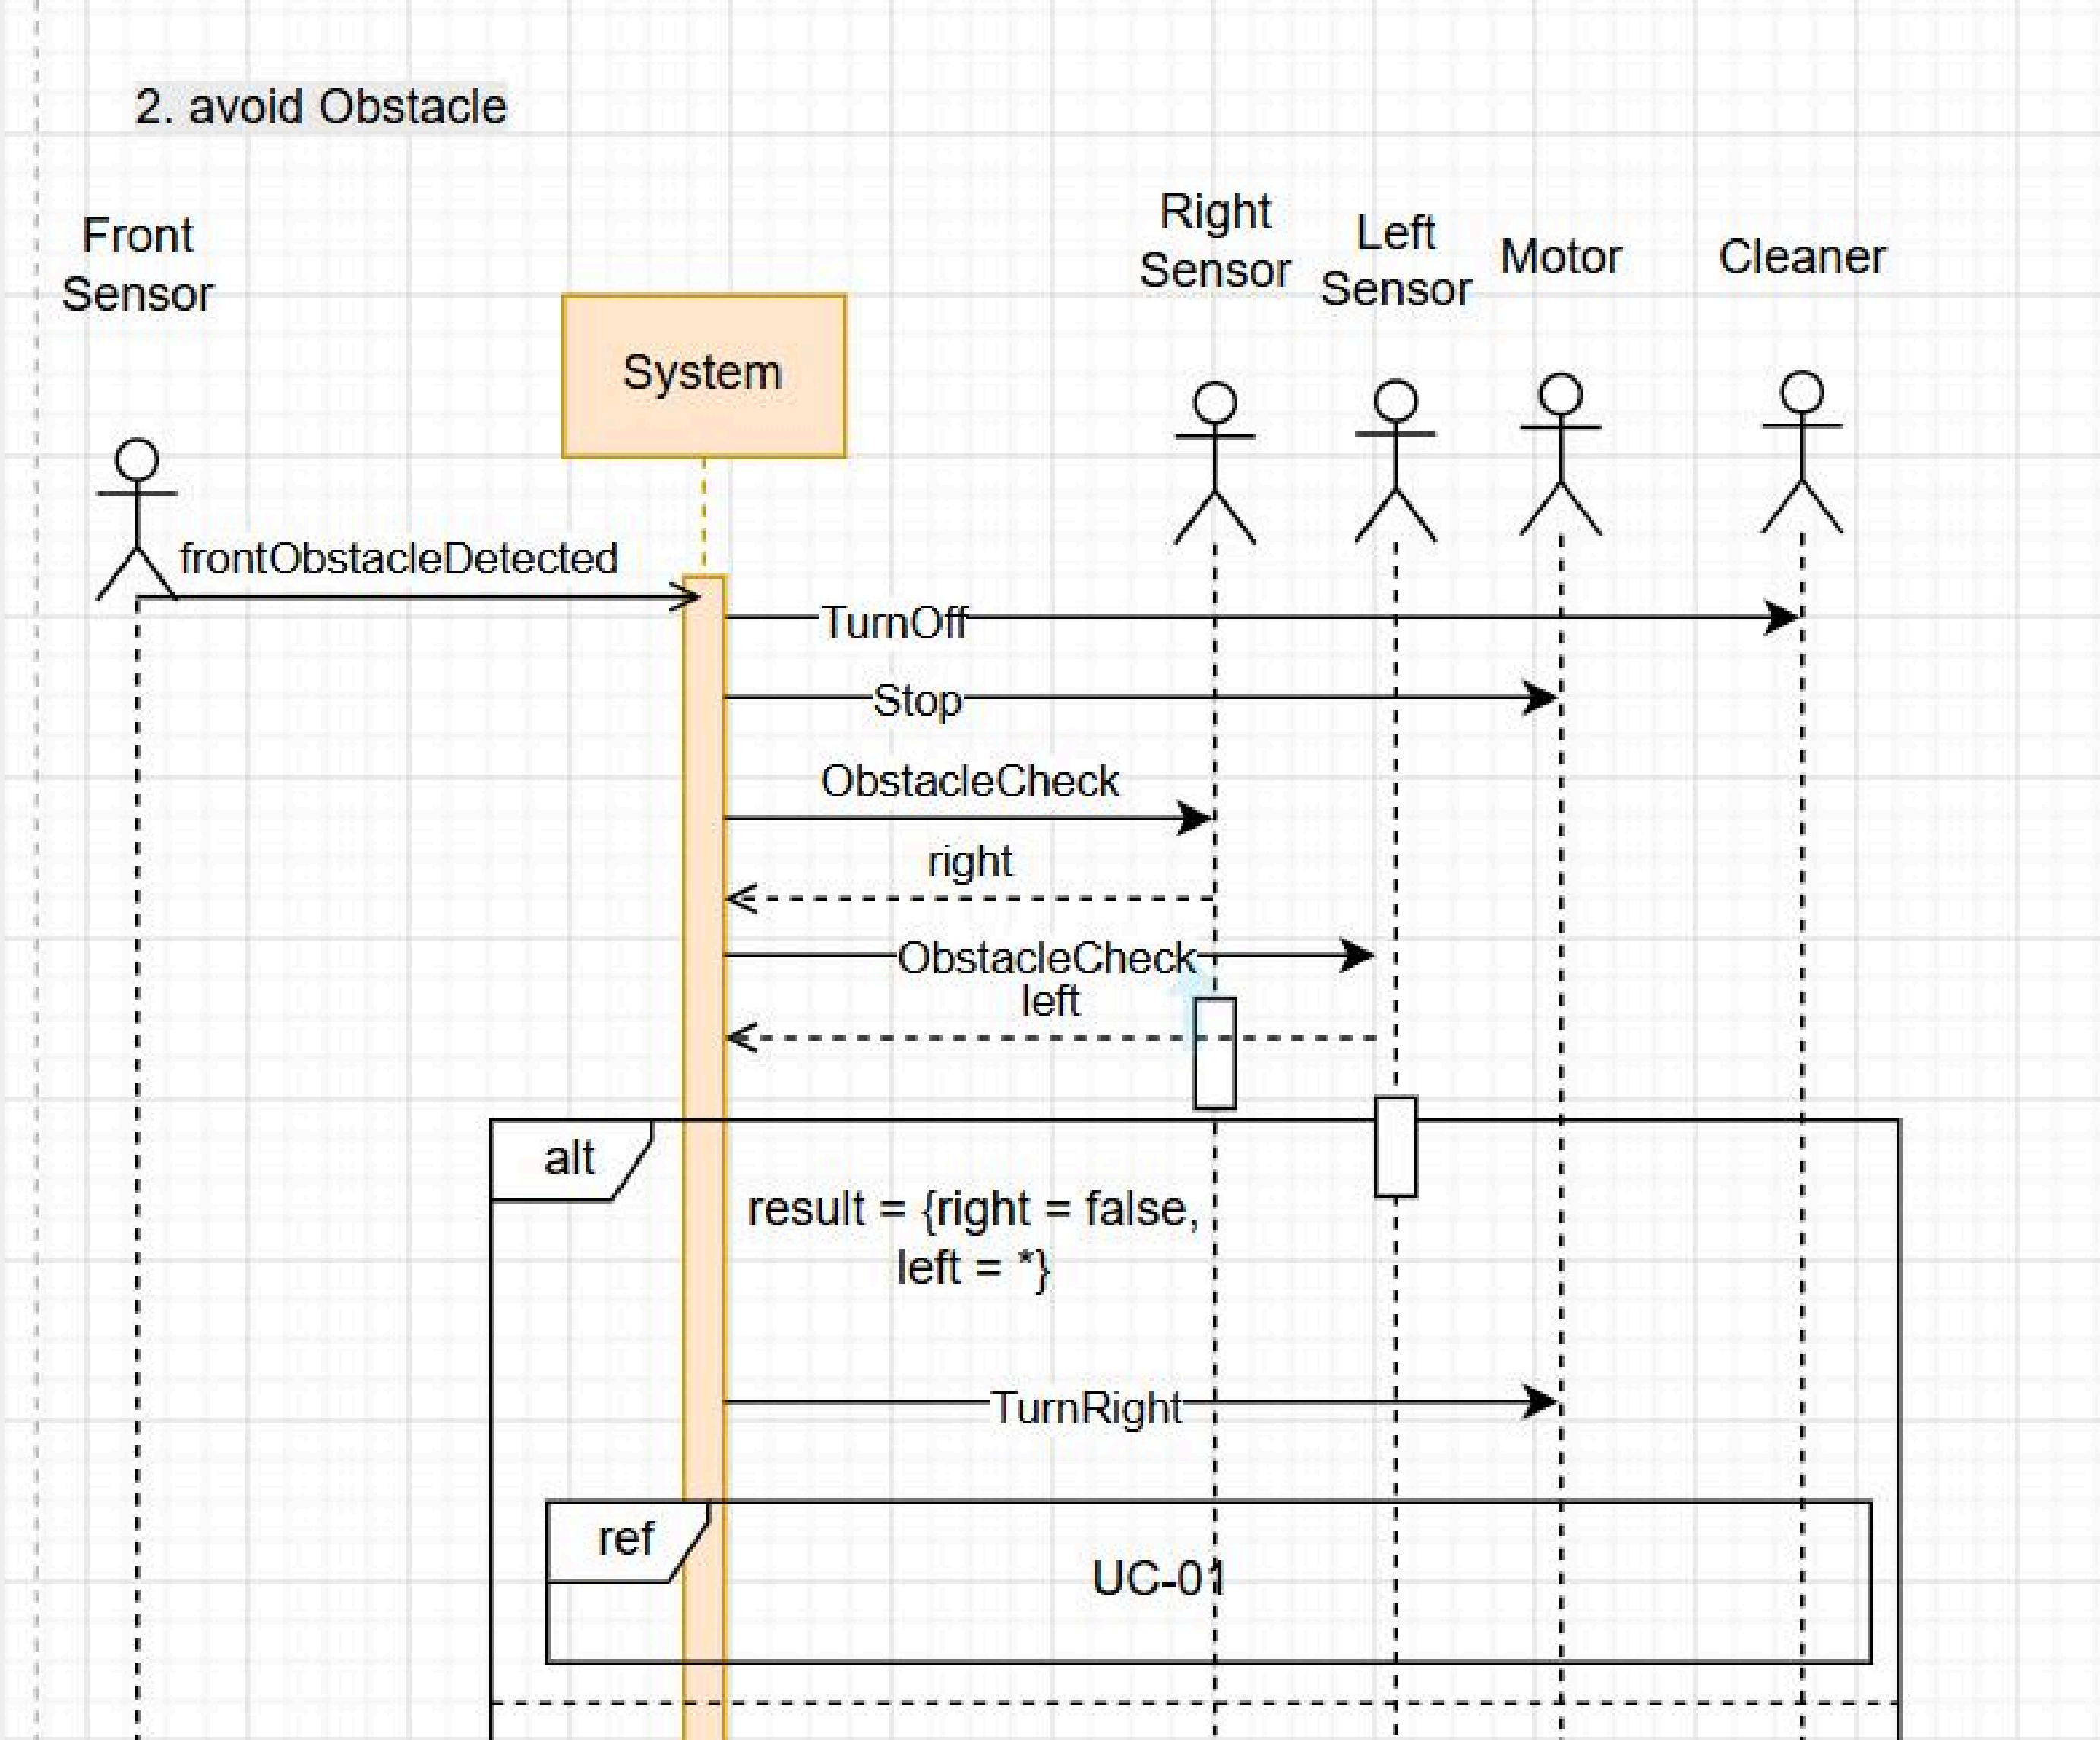 2. avoid Obstacle
Front
Sensor
System
Right
Sensor
Left
Sensor
Motor
Cleaner
frontObstacleDetected
TurnOff
Stop
ObstacleCheck
right
ObstacleCheck
left
alt
result = {right = false,
left = *}
TurnRight
ref
UC-01